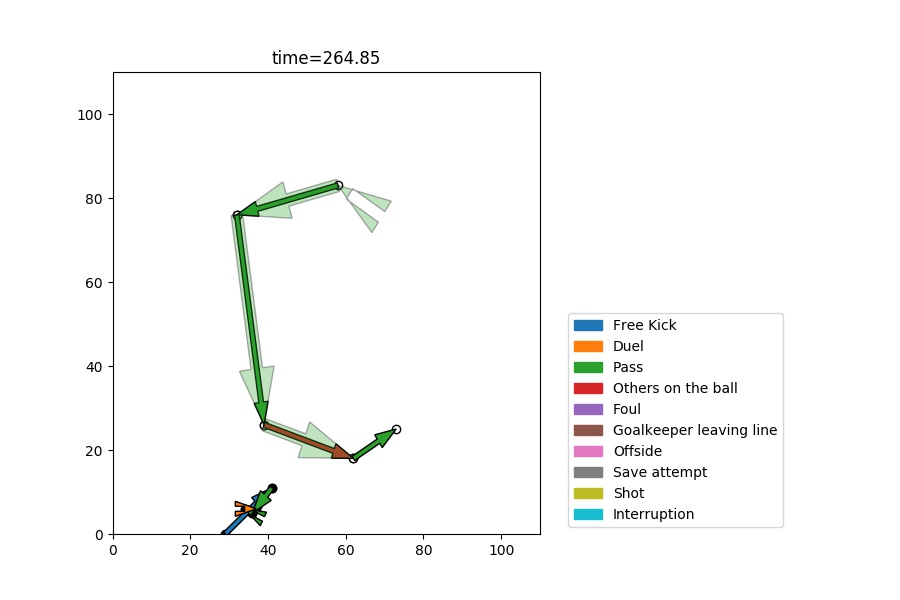 time=264.85
100
80
60
40
20
0
0 20 40 60 80 100
Free Kick
Duel
Pass
Others on the ball
Foul
Goalkeeper leaving line
Offside
Save attempt
Shot
Interruption